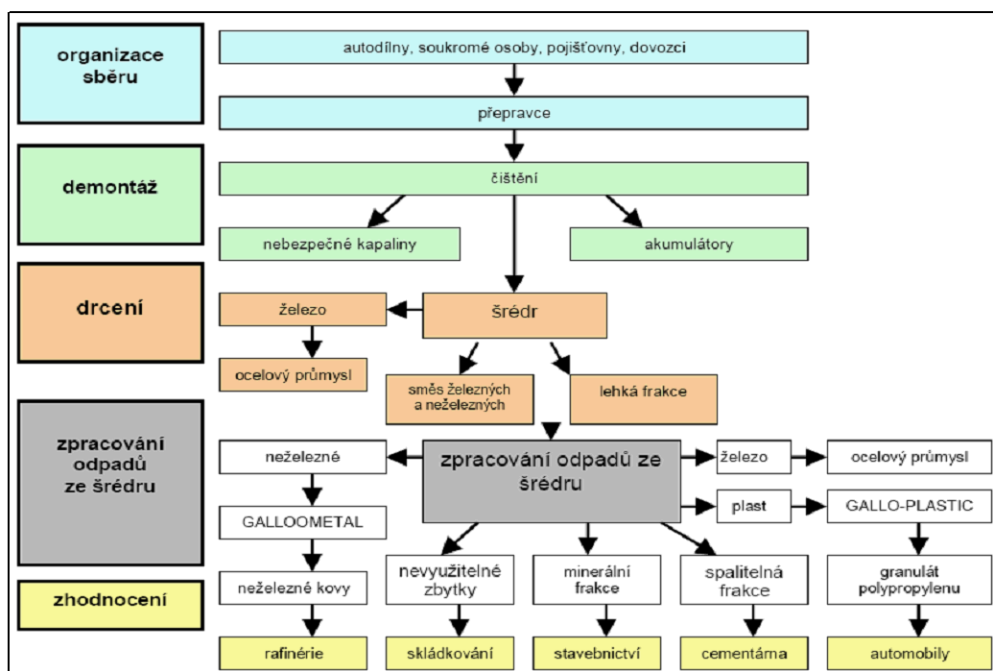 organizace
sběru
autodílny, soukromé osoby, pojišťovny, dovozci
přepravce
demontáž
čištění
nebezpečné kapaliny
akumulátory
drcení
železo
šrédr
ocelový průmysl
směs železných
a neželezných
lehká frakce
zpracování
odpadů
ze šrédru
neželezné
zpracování odpadů ze
šrédru
železo
ocelový průmysl
plast
GALLO-PLASTIC
GALLOOMETAL
neželezné kovy
nevyužitelné
zbytky
minerální
frakce
spalitelná
frakce
granulát
polypropylenu
zhodnocení
rafinérie
skládkování
stavebnictví
cementárna
automobily